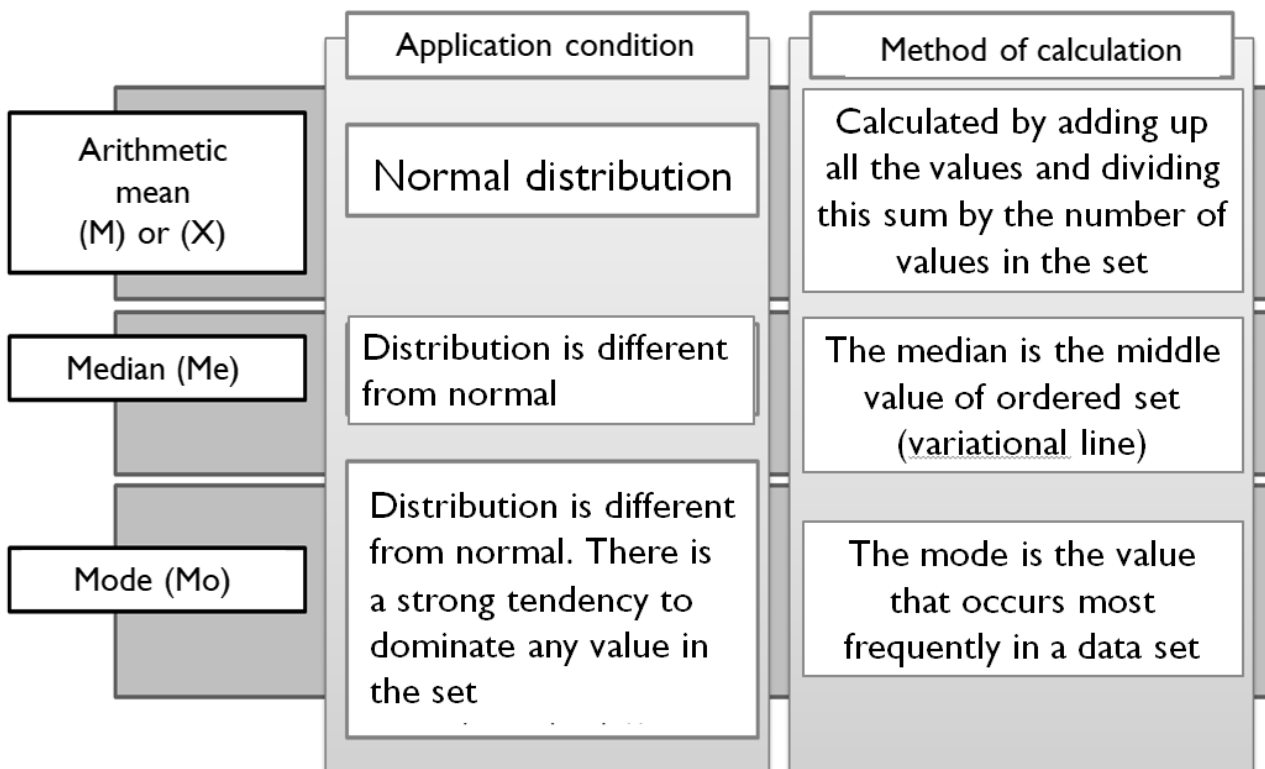 Application condition
Method of calculation
Arithmetic
mean
(M) or (X)
Normal distribution
Calculated by adding up
all the values and dividing
this sum by the number of
values in the set
Median (Me)
Distribution is different
from normal
The median is the middle
value of ordered set
(variational line)
Mode (Mo)
Distribution is different
from normal. There is
a strong tendency to
dominate any value in
the set
The mode is the value
that occurs most
frequently in a data set